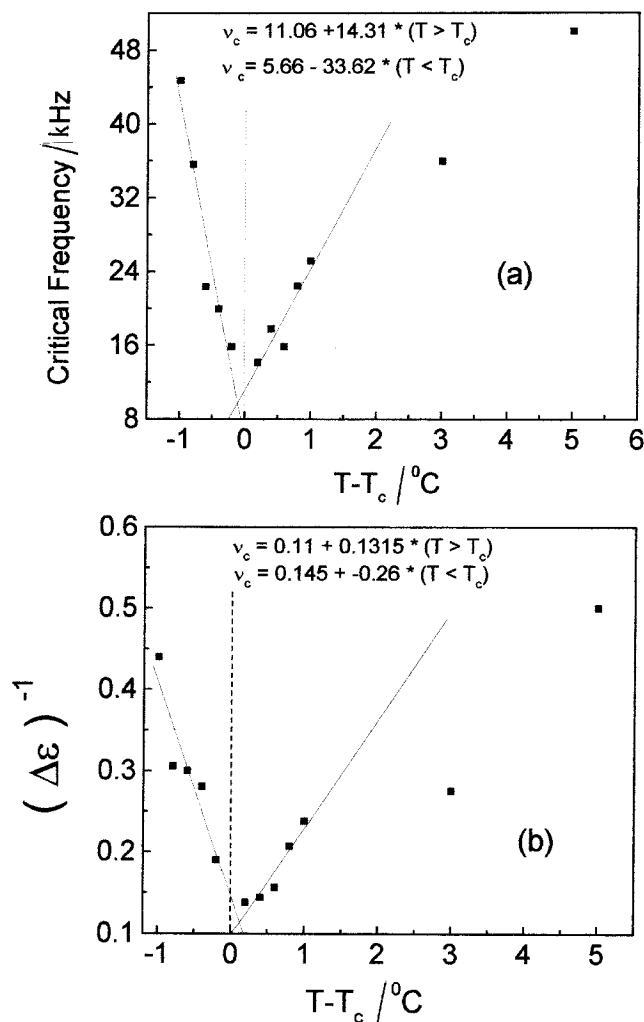 ν_c = 11.06 +14.31 * (T > T_c)
ν_c = 5.66 - 33.62 * (T < T_c)
Critical Frequency / kHz
48
40
32
24
16
8
(a)
-1 0 1 2 3 4 5 6
T-T_c / ⁰C
ν_c = 0.11 + 0.1315 * (T > T_c)
ν_c = 0.145 + -0.26 * (T < T_c)
(Δε)⁻¹
0.6
0.5
0.4
0.3
0.2
0.1
(b)
-1 0 1 2 3 4 5
T-T_c / ⁰C